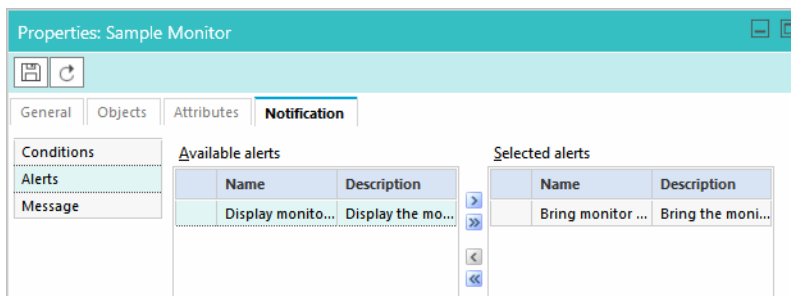 Properties: Sample Monitor
General Objects Attributes Notification
Conditions
Alerts
Message
Available alerts
Name Description
Display monito... Display the mo...
Selected alerts
Name Description
Bring monitor ... Bring the moni...